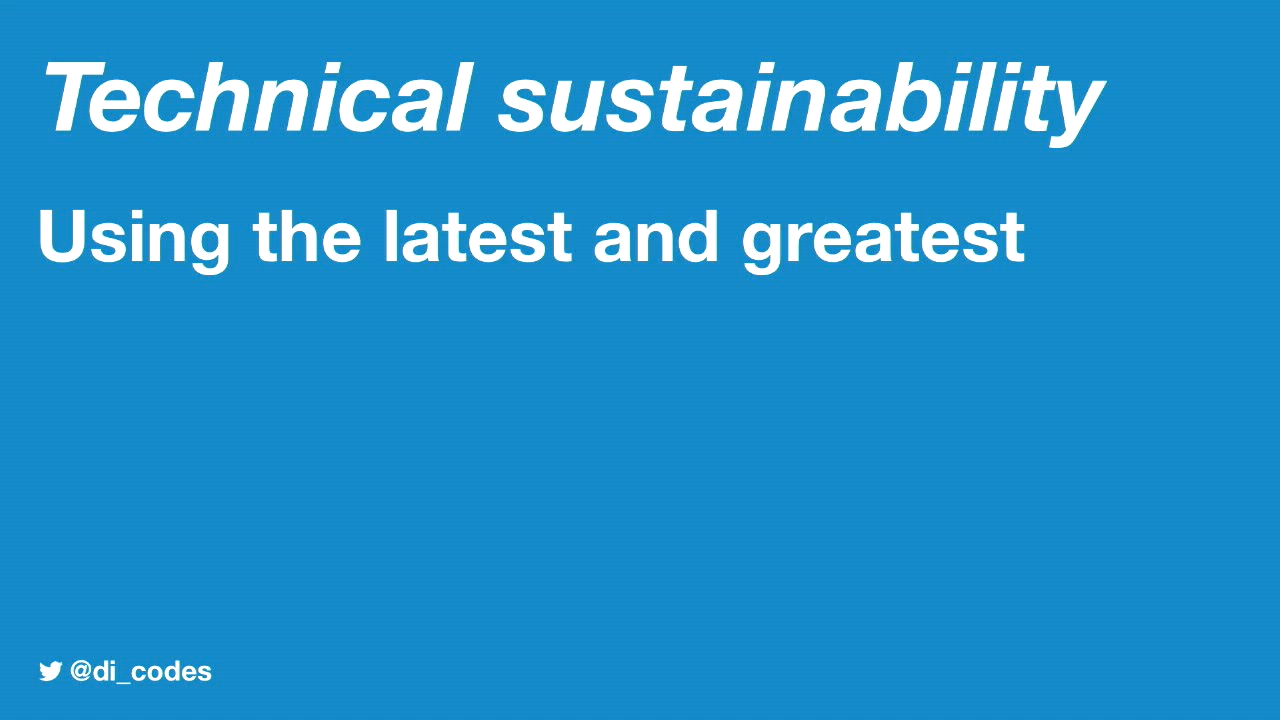 Technical sustainability
Using the latest and greatest
@di_codes